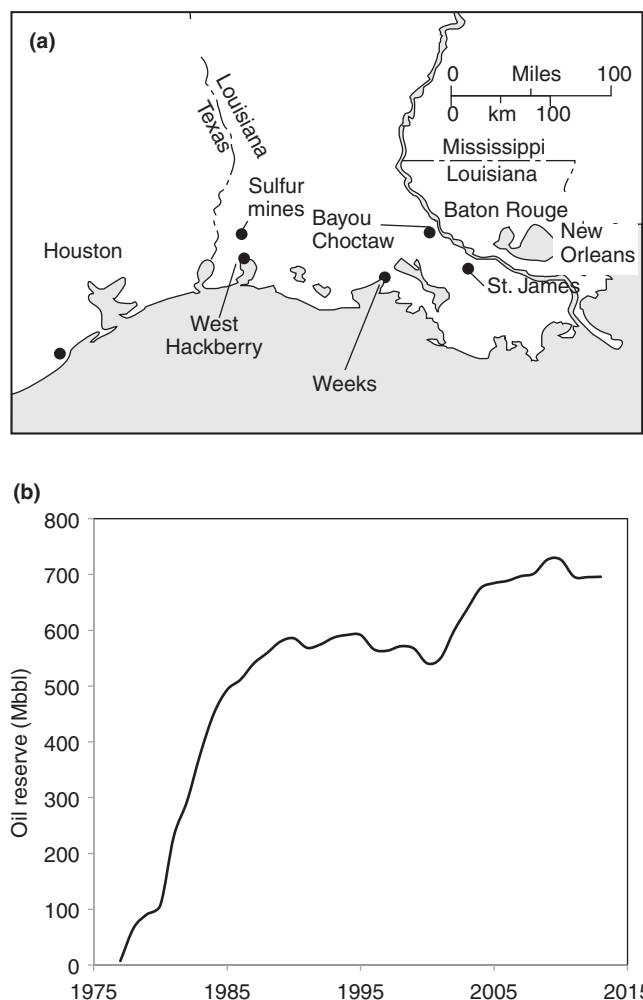 (a)
0 Miles 100
0 km 100
Louisiana
Texas
Mississippi
Louisiana
Sulfur
mines
Bayou
Choctaw
Baton Rouge
New
Orleans
Houston
St. James
West
Hackberry
Weeks
(b)
800
700
600
500
400
300
200
100
0
Oil reserve (Mbbl)
1975 1985 1995 2005 2015